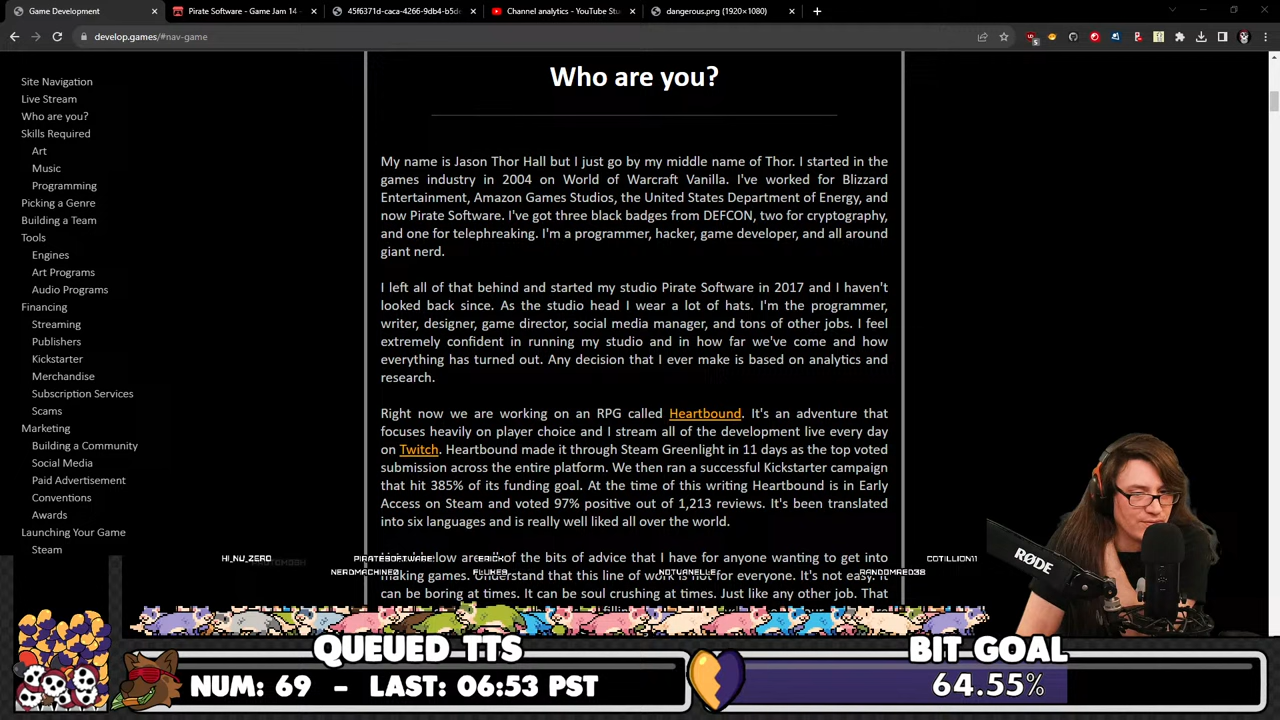 Game Development
Pirate Software - Game Jam 14 -
45f6371d-caca-4266-9db4-b5de
Channel analytics - YouTube Stu
dangerous.png (1920×1080)
develop.games/#nav-game
Site Navigation
Live Stream
Who are you?
Skills Required
Art
Music
Programming
Picking a Genre
Building a Team
Tools
Engines
Art Programs
Audio Programs
Financing
Streaming
Publishers
Kickstarter
Merchandise
Subscription Services
Scams
Marketing
Building a Community
Social Media
Paid Advertisement
Conventions
Awards
Launching Your Game
Steam
Who are you?
My name is Jason Thor Hall but I just go by my middle name of Thor. I started in the
games industry in 2004 on World of Warcraft Vanilla. I've worked for Blizzard
Entertainment, Amazon Games Studios, the United States Department of Energy, and
now Pirate Software. I've got three black badges from DEFCON, two for cryptography,
and one for telephreaking. I'm a programmer, hacker, game developer, and all around
giant nerd.
I left all of that behind and started my studio Pirate Software in 2017 and I haven't
looked back since. As the studio head I wear a lot of hats. I'm the programmer,
writer, designer, game director, social media manager, and tons of other jobs. I feel
extremely confident in running my studio and in how far we've come and how
everything has turned out. Any decision that I ever make is based on analytics and
research.
Right now we are working on an RPG called Heartbound. It's an adventure that
focuses heavily on player choice and I stream all of the development live every day
on Twitch. Heartbound made it through Steam Greenlight in 11 days as the top voted
submission across the entire platform. We then ran a successful Kickstarter campaign
that hit 385% of its funding goal. At the time of this writing Heartbound is in Early
Access on Steam and voted 97% positive out of 1,213 reviews. It's been translated
into six languages and is really well liked all over the world.
of the bits of advice that I have for anyone wanting to get into
making games. Understand that this line of work is not for everyone. It's not easy. It
can be boring at times. It can be soul crushing at times. Just like any other job. That
HI_NU_ZERO
PIRATESOFTWARE
COTILLION11
RANDOMRED38
RØDE
QUEUED TTS
NUM: 69 - LAST: 06:53 PST
BIT GOAL
64.55%